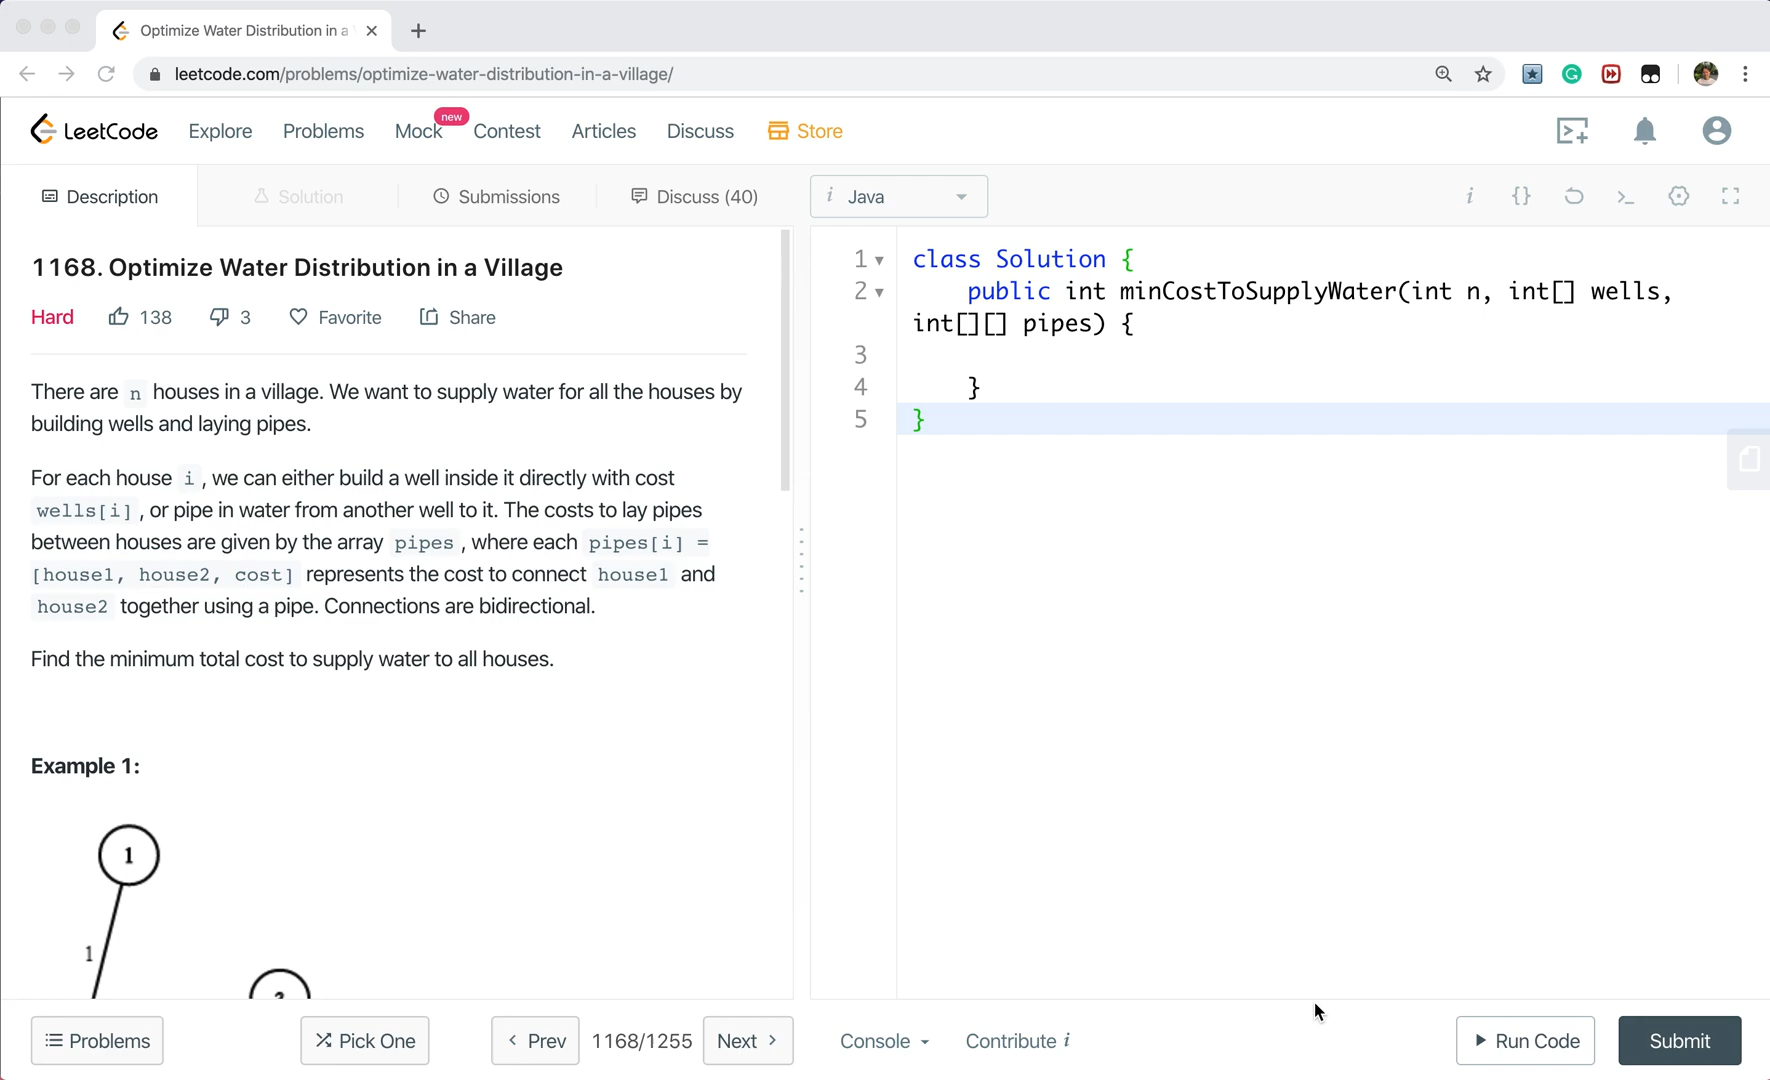 Optimize Water Distribution in a
leetcode.com/problems/optimize-water-distribution-in-a-village/
LeetCode Explore Problems Mock new Contest Articles Discuss Store
Description Solution Submissions Discuss (40) i Java
1168. Optimize Water Distribution in a Village
Hard 138 3 Favorite Share
There are n houses in a village. We want to supply water for all the houses by
building wells and laying pipes.
For each house i, we can either build a well inside it directly with cost
wells[i], or pipe in water from another well to it. The costs to lay pipes
between houses are given by the array pipes, where each pipes[i] =
[house1, house2, cost] represents the cost to connect house1 and
house2 together using a pipe. Connections are bidirectional.
Find the minimum total cost to supply water to all houses.
Example 1:
1
1
1 class Solution {
2 public int minCostToSupplyWater(int n, int[] wells,
int[][] pipes) {
3
4 }
5 }
Problems Pick One Prev 1168/1255 Next Console Contribute i Run Code Submit